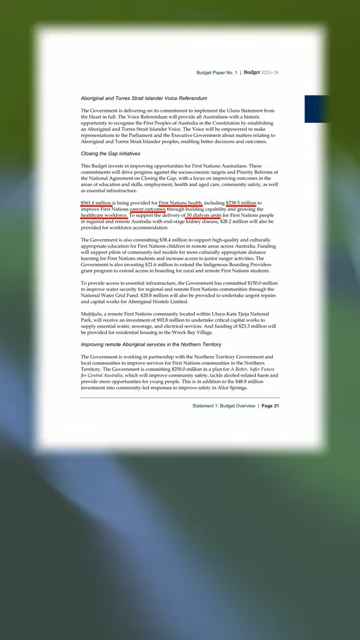 Budget Paper No. 1 | Budget 2023–24
Aboriginal and Torres Strait Islander Voice Referendum
The Government is delivering on its commitment to implement the Uluru Statement from
the Heart in full. The Voice Referendum will provide all Australians with a historic
opportunity to recognise the First Peoples of Australia in the Constitution by establishing
an Aboriginal and Torres Strait Islander Voice. The Voice will be empowered to make
representations to the Parliament and the Executive Government about matters relating to
Aboriginal and Torres Strait Islander peoples, enabling better decisions and outcomes.
Closing the Gap initiatives
This Budget invests in improving opportunities for First Nations Australians. These
commitments will drive progress against the socioeconomic targets and Priority Reforms of
the National Agreement on Closing the Gap, with a focus on improving outcomes in the
areas of education and skills, employment, health and aged care, community safety, as well
as essential infrastructure.
$561.6 million is being provided for First Nations health, including $238.5 million to
improve First Nations cancer outcomes through building capability and growing the
healthcare workforce. To support the delivery of 30 dialysis units for First Nations people
in regional and remote Australia with end-stage kidney disease, $28.2 million will also be
provided for workforce accommodation.
The Government is also committing $38.4 million to support high-quality and culturally
appropriate education for First Nations children in remote areas across Australia. Funding
will support pilots of community-led models for more culturally appropriate distance
learning for First Nations students and increase access to junior ranger activities. The
Government is also investing $21.6 million to extend the Indigenous Boarding Providers
grant program to extend access to boarding for rural and remote First Nations students.
To provide access to essential infrastructure, the Government has committed $150.0 million
to improve water security for regional and remote First Nations communities through the
National Water Grid Fund. $20.8 million will also be provided to undertake urgent repairs
and capital works for Aboriginal Hostels Limited.
Muṯitjulu, a remote First Nations community located within Uluṟu-Kata Tjuṯa National
Park, will receive an investment of $92.8 million to undertake critical capital works to
supply essential water, sewerage, and electrical services. And funding of $23.3 million will
be provided for residential housing in the Wreck Bay Village.
Improving remote Aboriginal services in the Northern Territory
The Government is working in partnership with the Northern Territory Government and
local communities to improve services for First Nations communities in the Northern
Territory. The Government is committing $250.0 million in a plan for A Better, Safer Future
for Central Australia, which will improve community safety, tackle alcohol-related harm and
provide more opportunities for young people. This is in addition to the $48.8 million
investment into community-led responses to improve safety in Alice Springs.
Statement 1: Budget Overview | Page 21